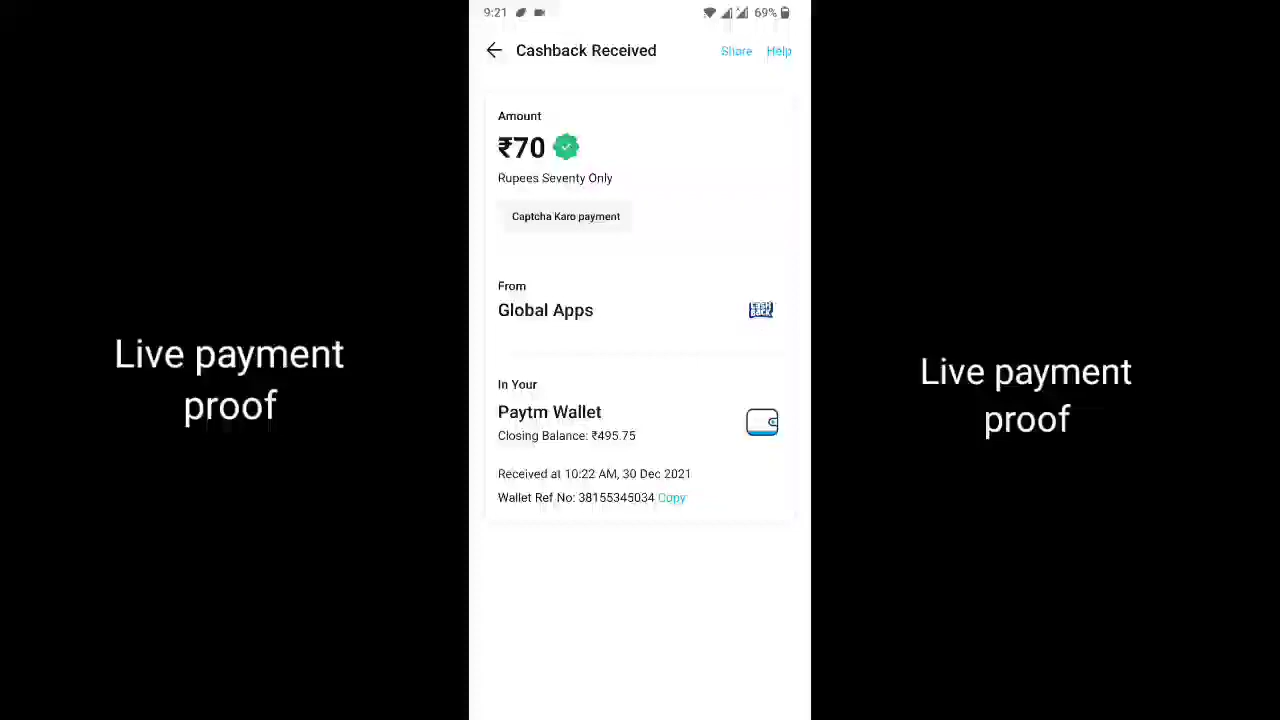 9:21 69%
Cashback Received Share Help
Amount
₹70
Rupees Seventy Only
Captcha Karo payment
From
Global Apps
CASH
BACK
In Your
Paytm Wallet
Closing Balance: ₹495.75
Received at 10:22 AM, 30 Dec 2021
Wallet Ref No: 38155345034 Copy
Live payment
proof
Live payment
proof